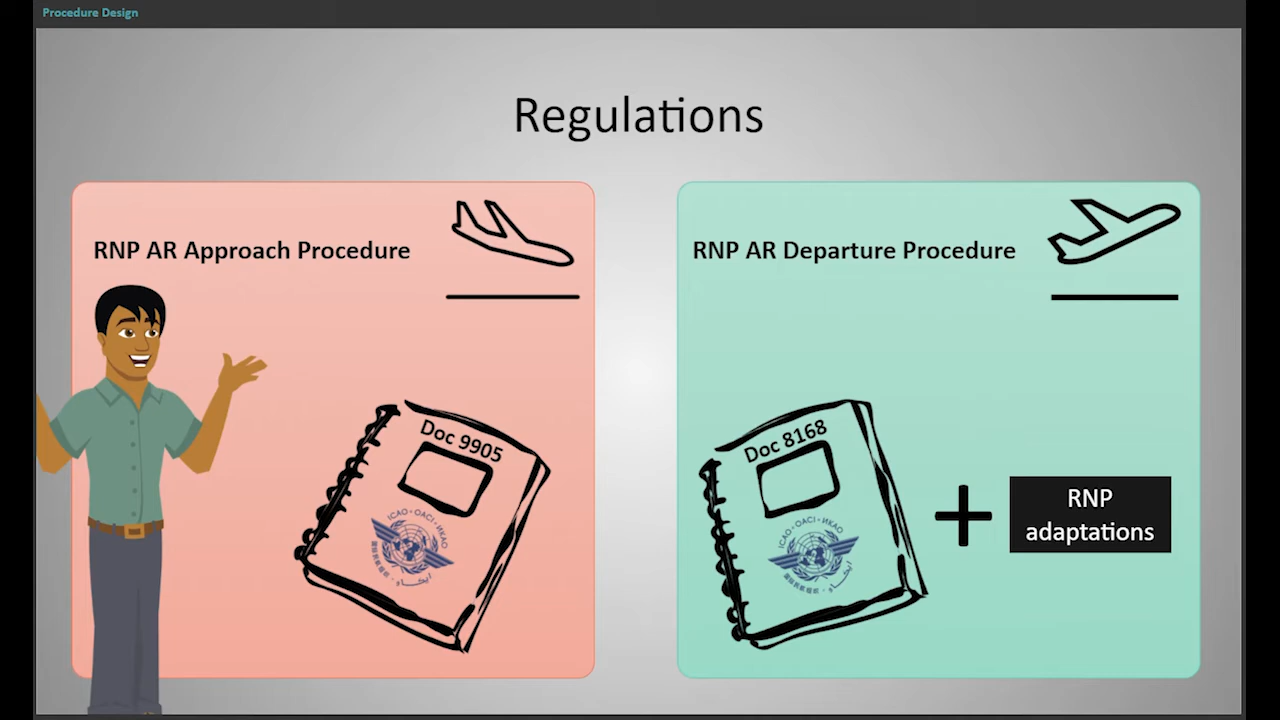 Procedure Design
Regulations
RNP AR Approach Procedure
RNP AR Departure Procedure
Doc 9905
ICAO · OACI · ИКАО
Doc 8168
ICAO · OACI · ИКАО
RNP
adaptations